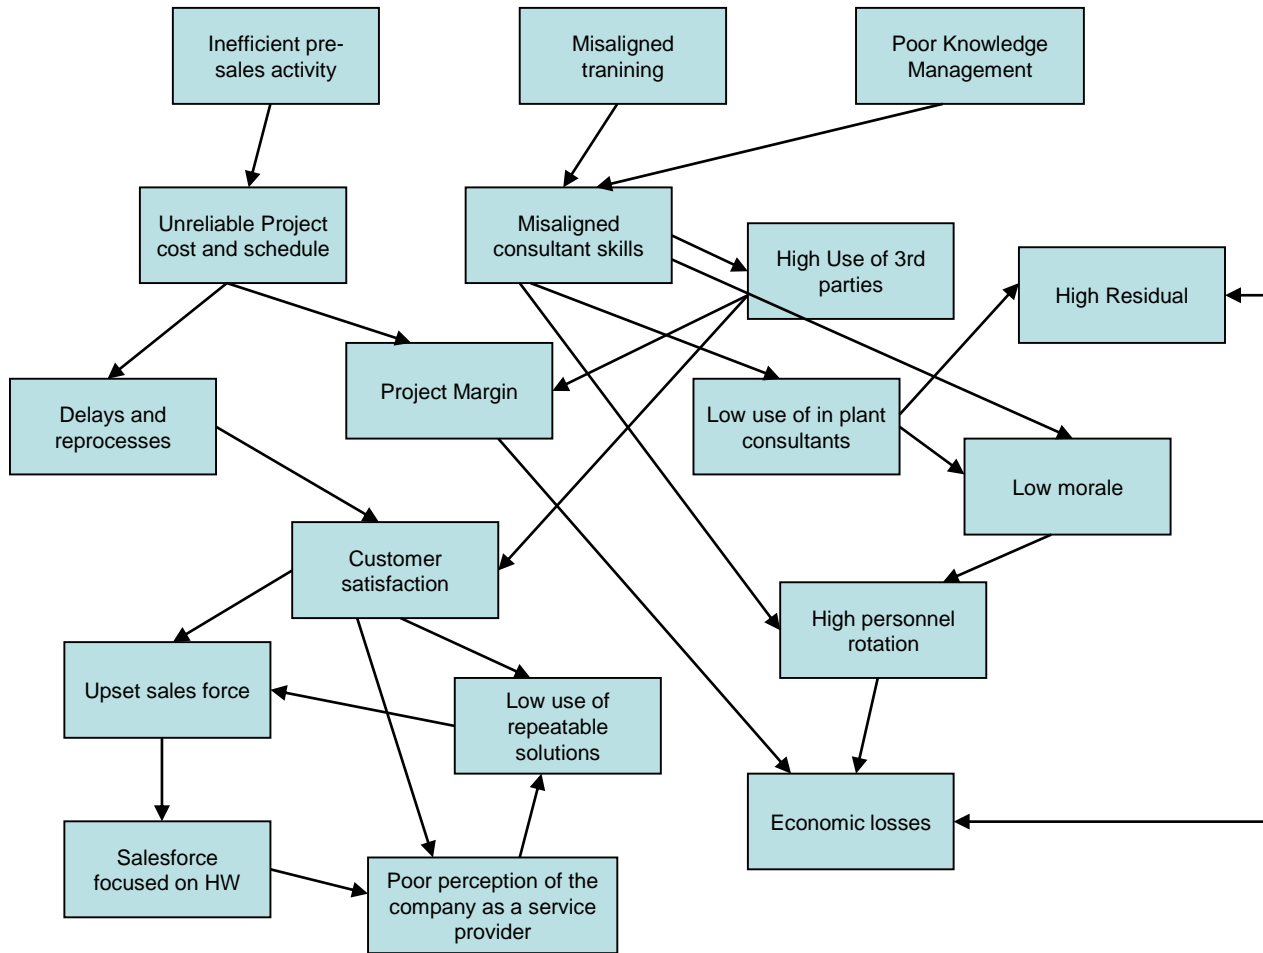 Inefficient pre-
sales activity
Misaligned
tranining
Poor Knowledge
Management
Unreliable Project
cost and schedule
Misaligned
consultant skills
High Use of 3rd
parties
High Residual
Project Margin
Delays and
reprocesses
Low use of in plant
consultants
Low morale
Customer
satisfaction
High personnel
rotation
Upset sales force
Low use of
repeatable
solutions
Economic losses
Salesforce
focused on HW
Poor perception of the
company as a service
provider